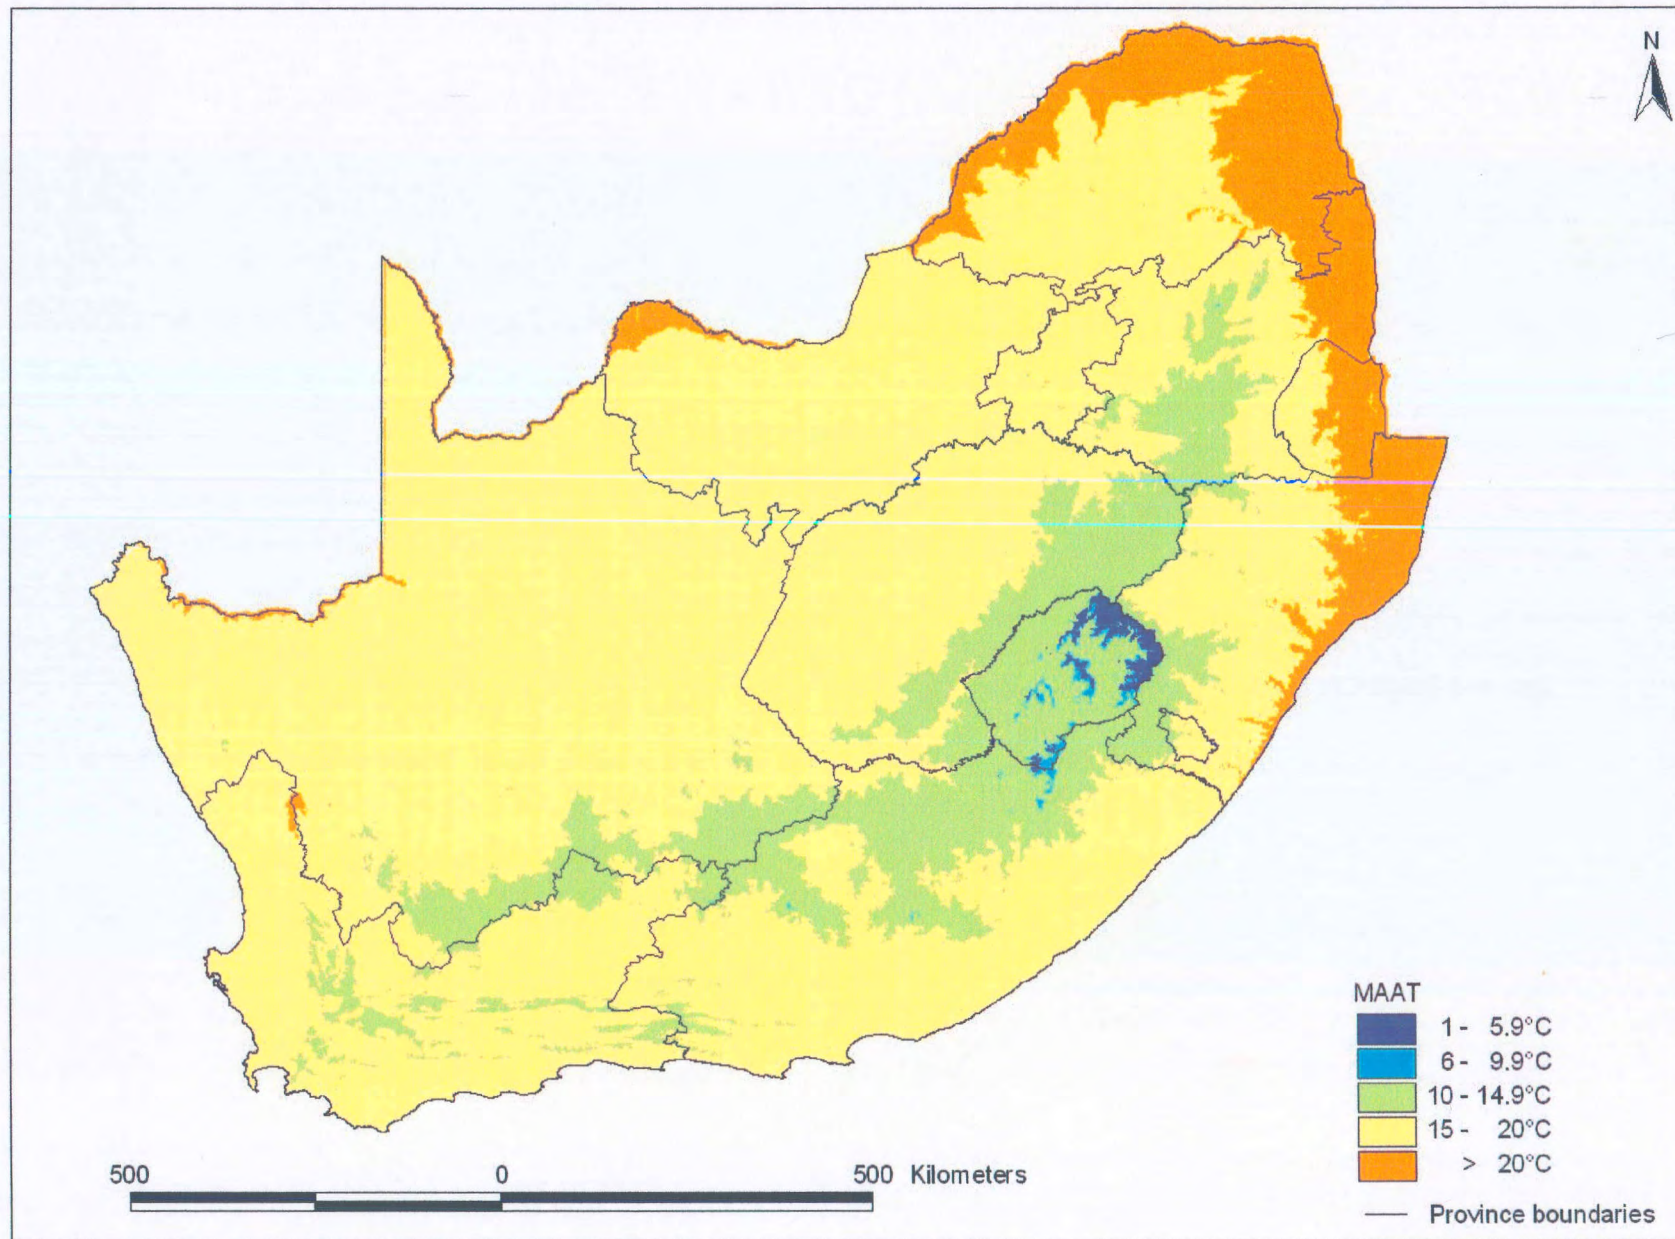 N
MAAT
1 - 5.9°C
6 - 9.9°C
10 - 14.9°C
15 - 20°C
> 20°C
Province boundaries
500 0 500 Kilometers